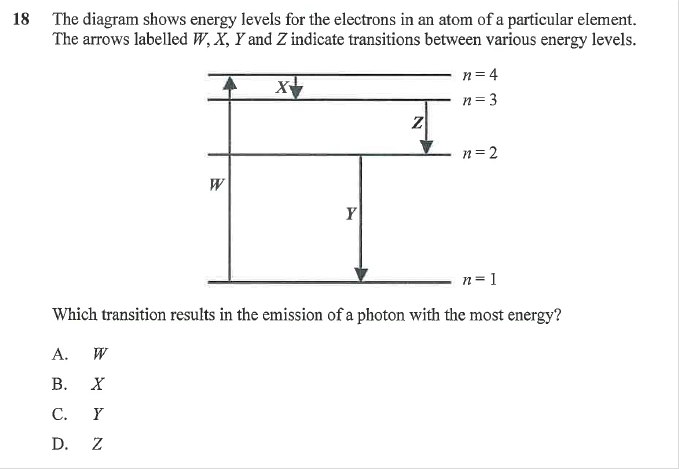 18 The diagram shows energy levels for the electrons in an atom of a particular element.
The arrows labelled W, X, Y and Z indicate transitions between various energy levels.
n = 4
X
n = 3
Z
n = 2
W
Y
n = 1
Which transition results in the emission of a photon with the most energy?
A. W
B. X
C. Y
D. Z